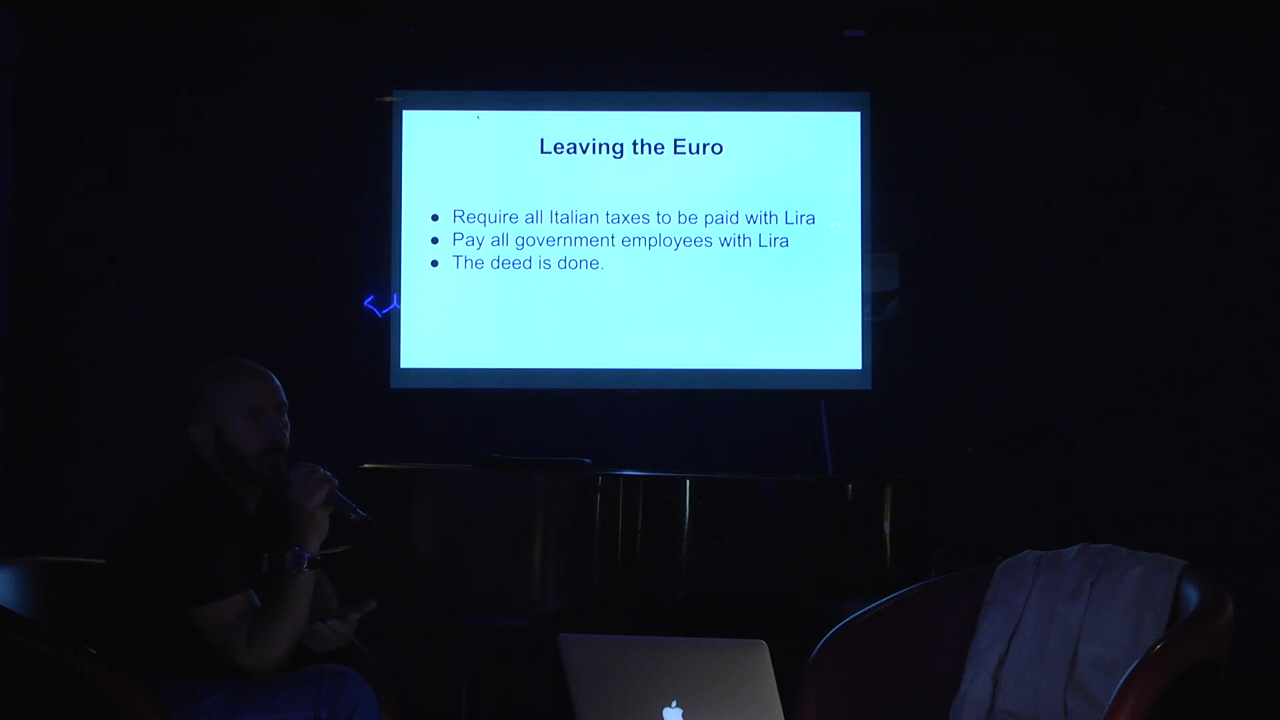 Leaving the Euro
● Require all Italian taxes to be paid with Lira
● Pay all government employees with Lira
● The deed is done.